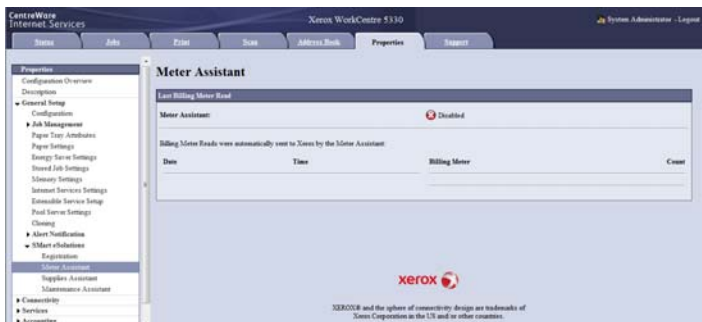 CentreWare
Internet Services
Xerox WorkCentre 5330
System Administrator - Logout
Status
Jobs
Print
Scan
Address Book
Properties
Support
Properties
Configuration Overview
Description
General Setup
Configuration
Job Management
Paper Tray Attributes
Paper Settings
Energy Saver Settings
Stored Job Settings
Memory Settings
Internet Services Settings
Extensible Service Setup
Pool Server Settings
Cloning
Alert Notification
SMart eSolutions
Registration
Meter Assistant
Supplies Assistant
Maintenance Assistant
Connectivity
Services
Accounting
Meter Assistant
Last Billing Meter Read
Meter Assistant: Disabled
Billing Meter Reads were automatically sent to Xerox by the Meter Assistant:
Date Time Billing Meter Count
xerox
XEROX® and the sphere of connectivity design are trademarks of
Xerox Corporation in the US and/or other countries.